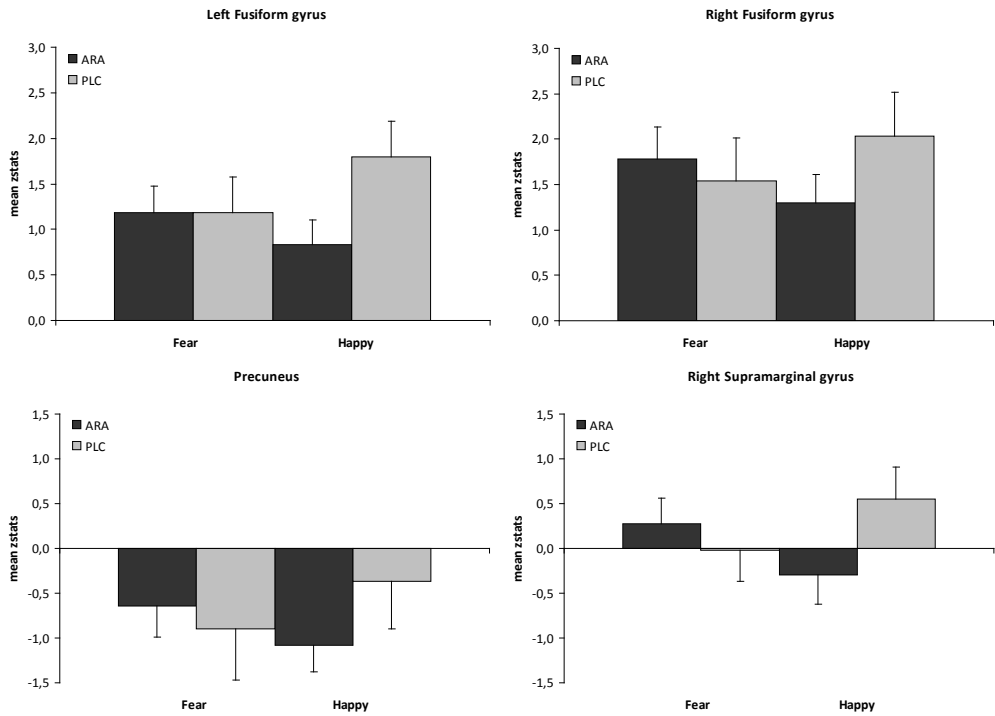 Left Fusiform gyrus
3,0
2,5
2,0
1,5
1,0
0,5
0,0
mean zstats
ARA
PLC
Fear Happy
Right Fusiform gyrus
3,0
2,5
2,0
1,5
1,0
0,5
0,0
mean zstats
ARA
PLC
Fear Happy
Precuneus
1,5
1,0
0,5
0,0
-0,5
-1,0
-1,5
mean zstats
ARA
PLC
Fear Happy
Right Supramarginal gyrus
1,5
1,0
0,5
0,0
-0,5
-1,0
-1,5
mean zstats
ARA
PLC
Fear Happy